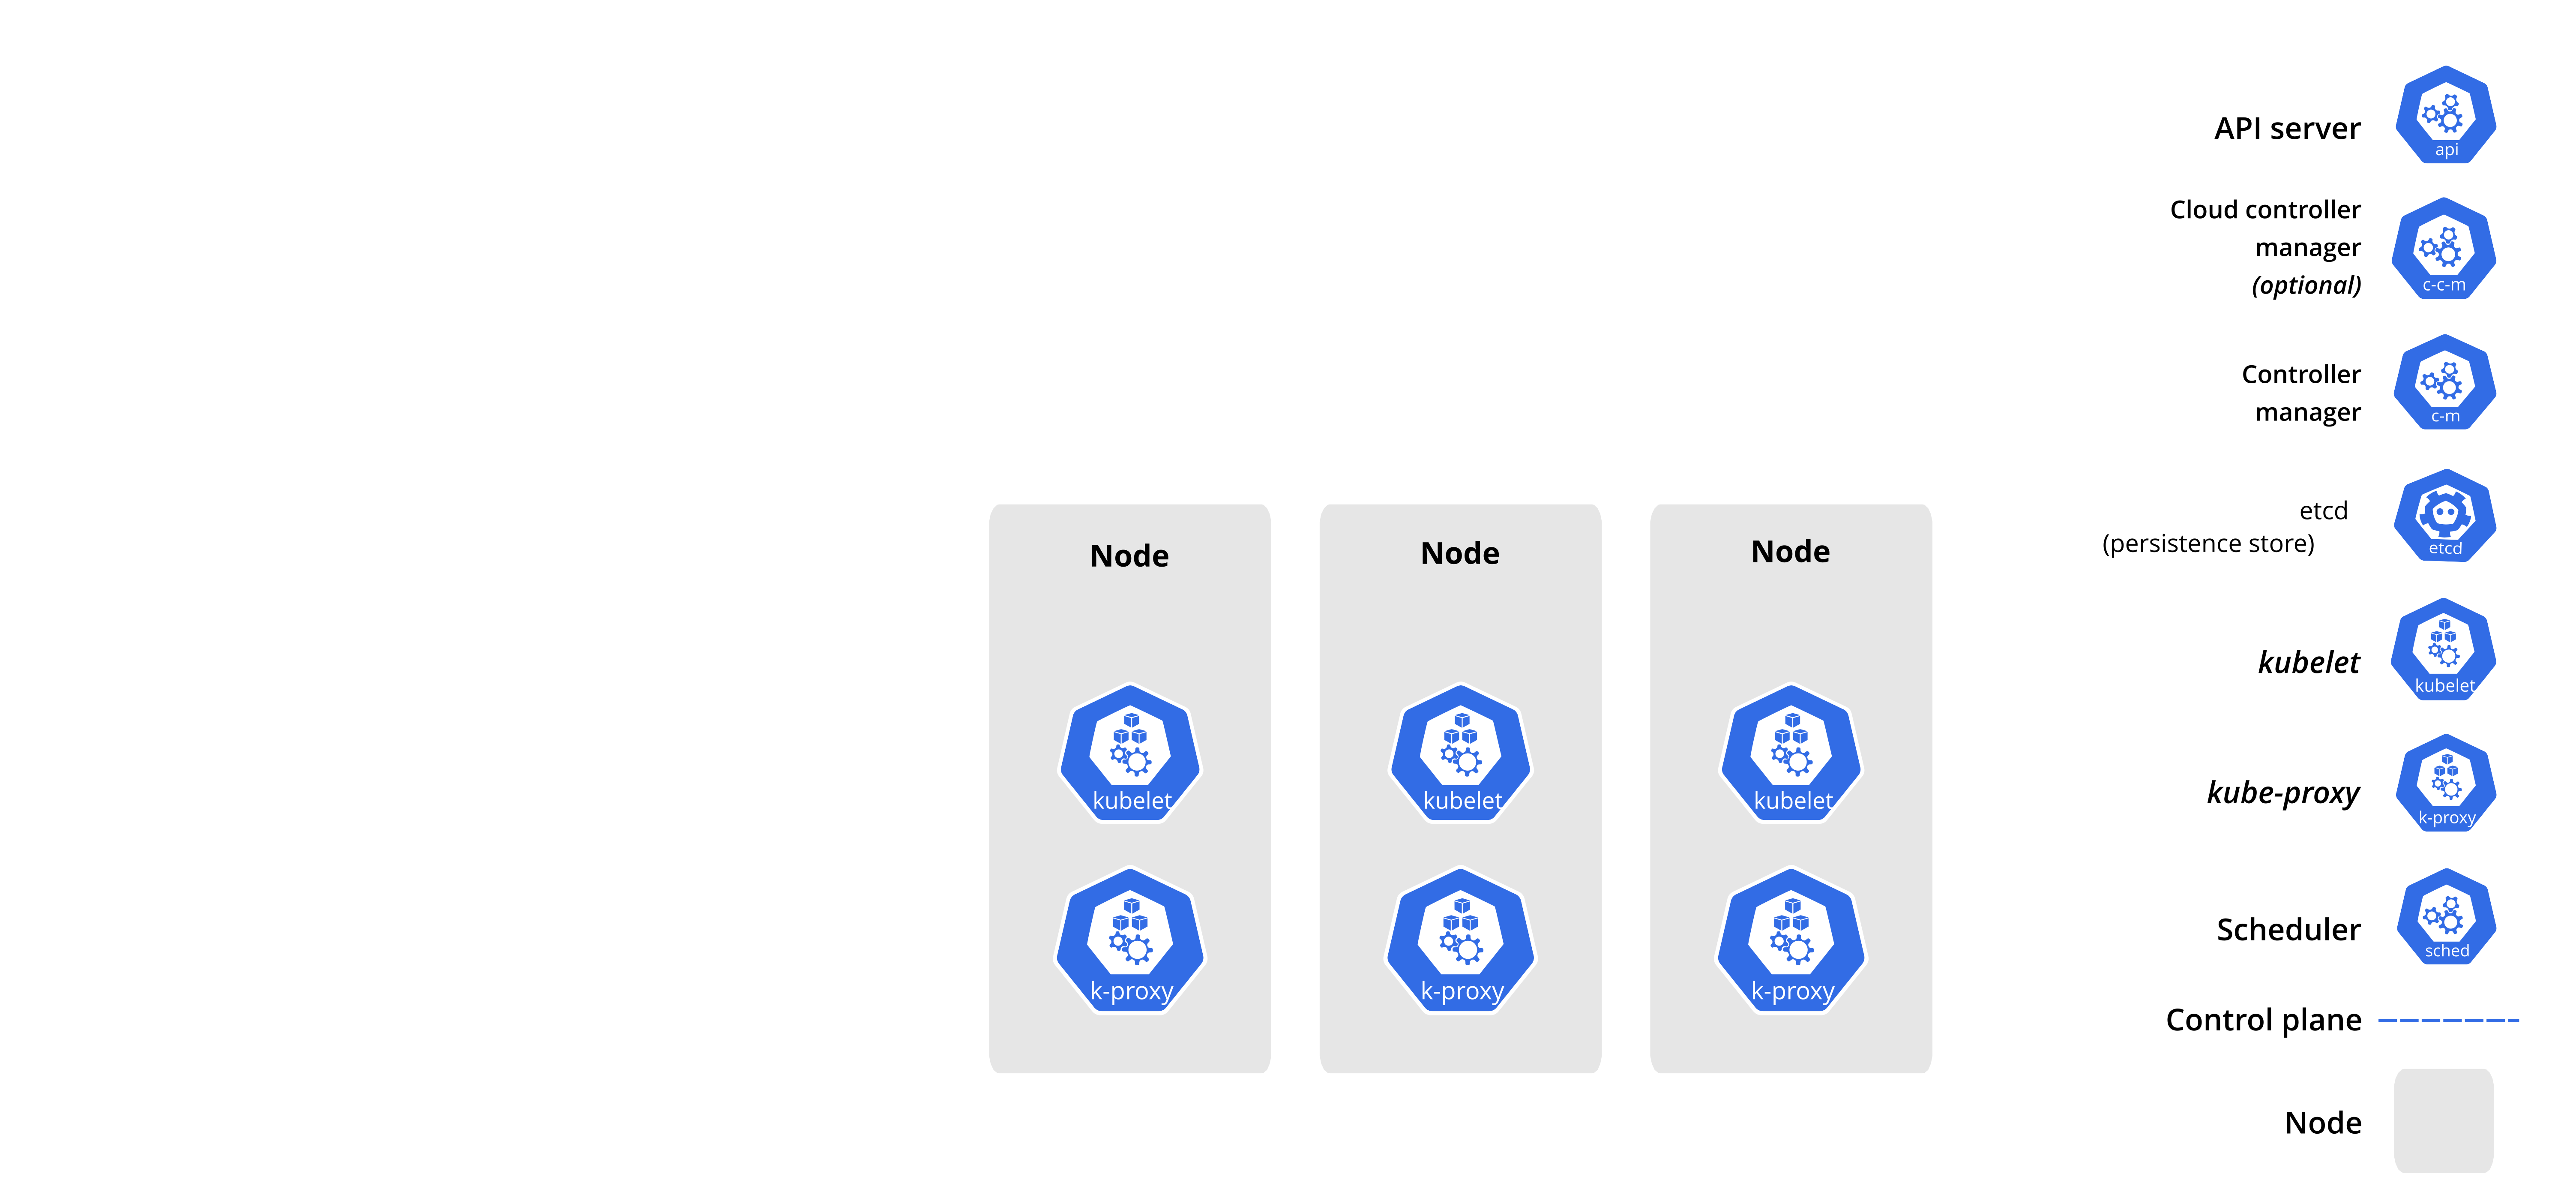 Node
kubelet
k-proxy
Node
kubelet
k-proxy
Node
kubelet
k-proxy
API server
api
Cloud controller
manager
(optional)
c-c-m
Controller
manager
c-m
etcd
(persistence store)
etcd
kubelet
kubelet
kube-proxy
k-proxy
Scheduler
sched
Control plane
Node